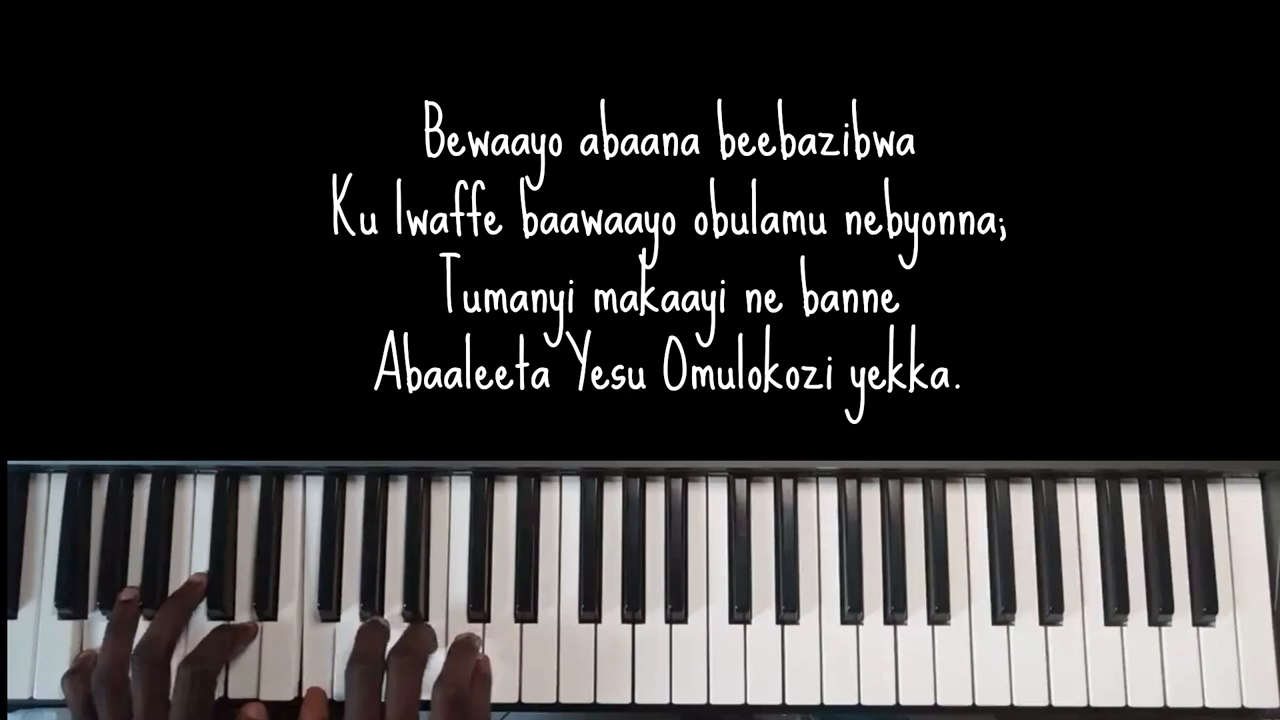 Bewaayo abaana beebazibwa
Ku lwaffe baawaayo obulamu nebyonna;
Tumanyi makaayi ne banne
Abaaleeta Yesu Omulokozi yekka.